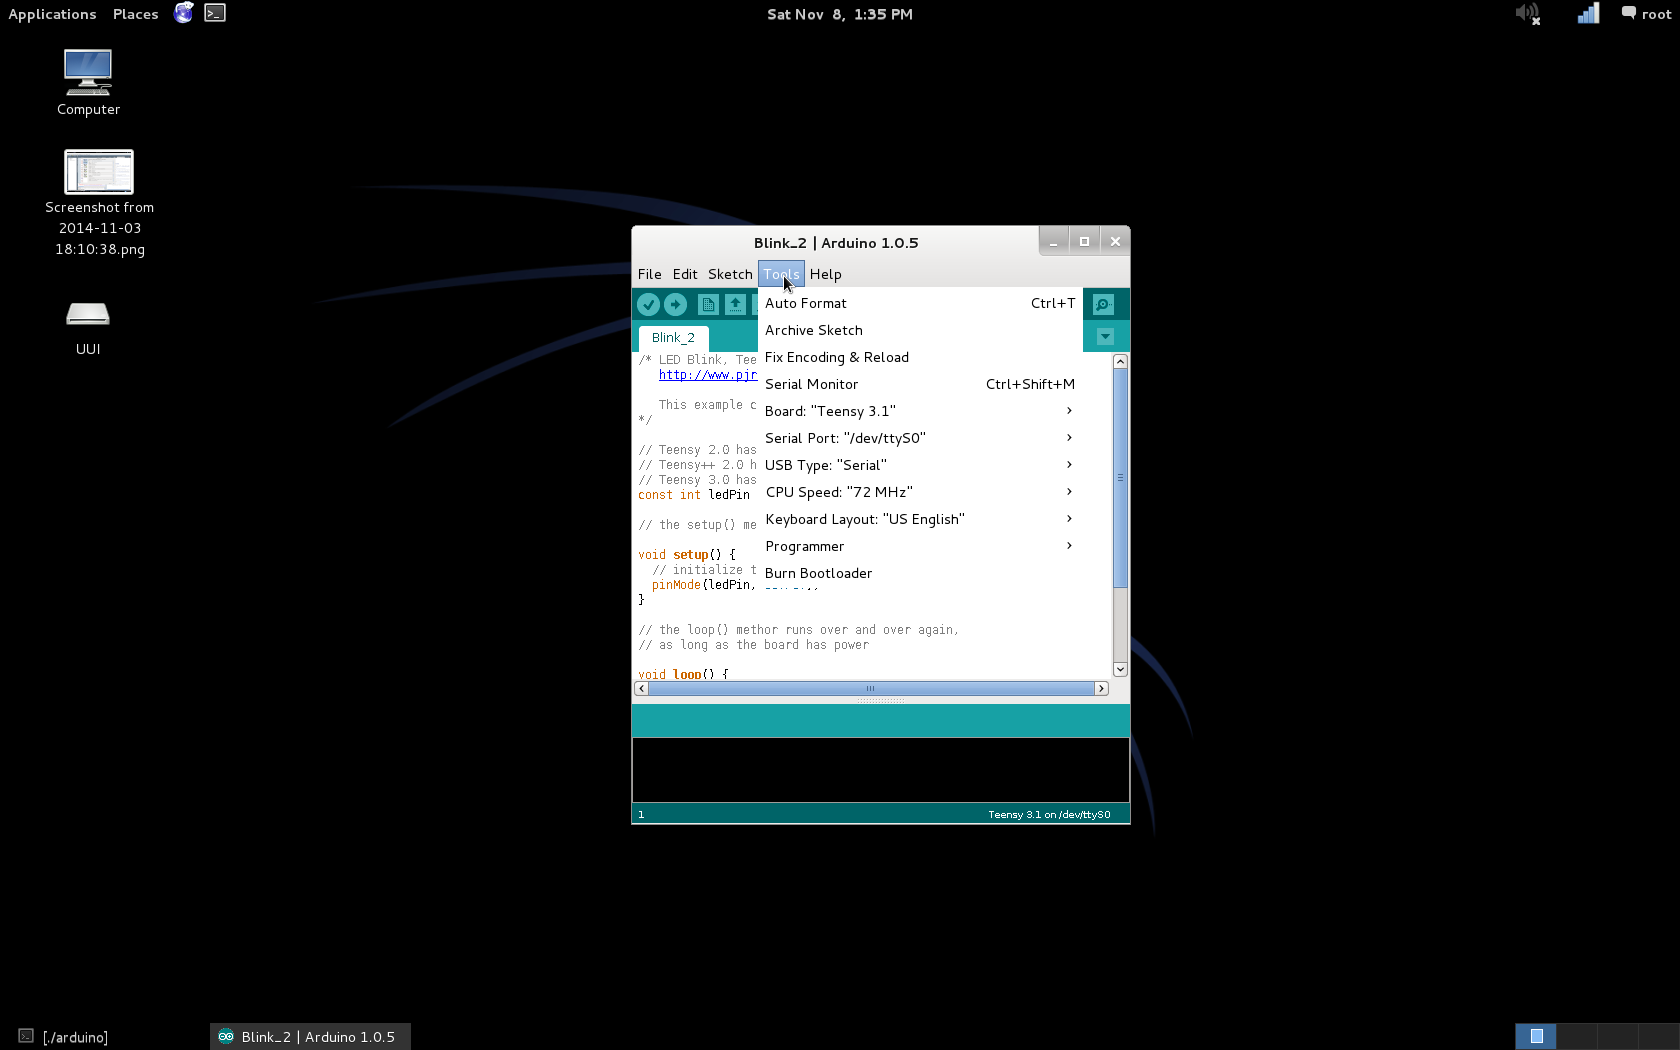 Applications Places Sat Nov 8, 1:35 PM root
Computer
Screenshot from
2014-11-03
18:10:38.png
UUI
Blink_2 | Arduino 1.0.5
File Edit Sketch Tools Help
Auto Format Ctrl+T
Archive Sketch
Fix Encoding & Reload
Serial Monitor Ctrl+Shift+M
Board: "Teensy 3.1"
Serial Port: "/dev/ttyS0"
USB Type: "Serial"
CPU Speed: "72 MHz"
Keyboard Layout: "US English"
Programmer
Burn Bootloader
Blink_2
/* LED Blink, Tee
http://www.pjr
This example c
*/
// Teensy 2.0 has
// Teensy++ 2.0 h
// Teensy 3.0 has
const int ledPin
// the setup() me
void setup() {
// initialize t
pinMode(ledPin,
}
// the loop() methor runs over and over again,
// as long as the board has power
void loop() {
1 Teensy 3.1 on /dev/ttyS0
[./arduino] Blink_2 | Arduino 1.0.5